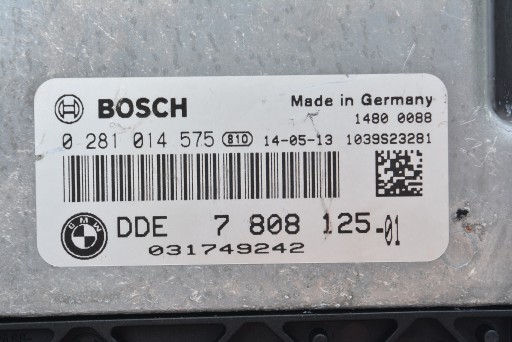 BOSCH Made in Germany
1480 0088
0 281 014 575 810 14-05-13 1039S23281
BMW DDE 7 808 125-01
031749242